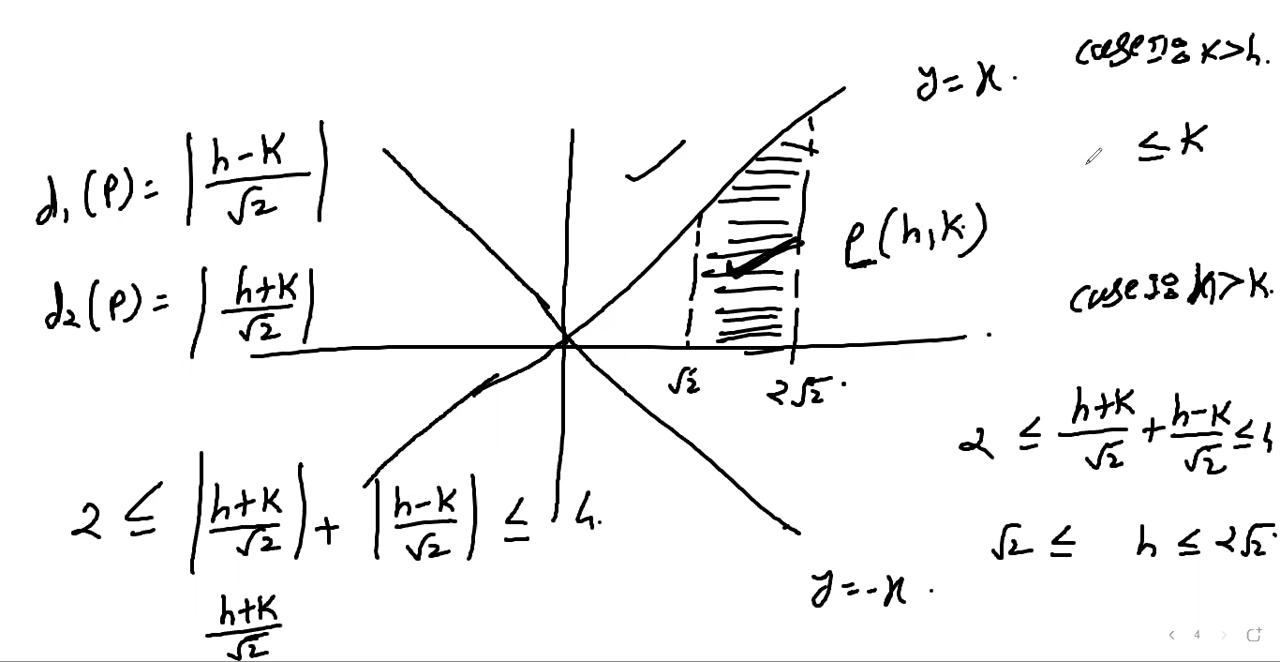 case II: K>h.
y=x.
≤ K
d₁(P)= |h-K/√2|
P(h,K)
d₂(P)= |h+K/√2|
case I: h>K.
√2
2√2.
2 ≤ h+K/√2 + h-K/√2 ≤ 4
2 ≤ |h+K/√2| + |h-K/√2| ≤ 4.
√2 ≤ h ≤ 2√2.
y=-x.
h+K/√2
4